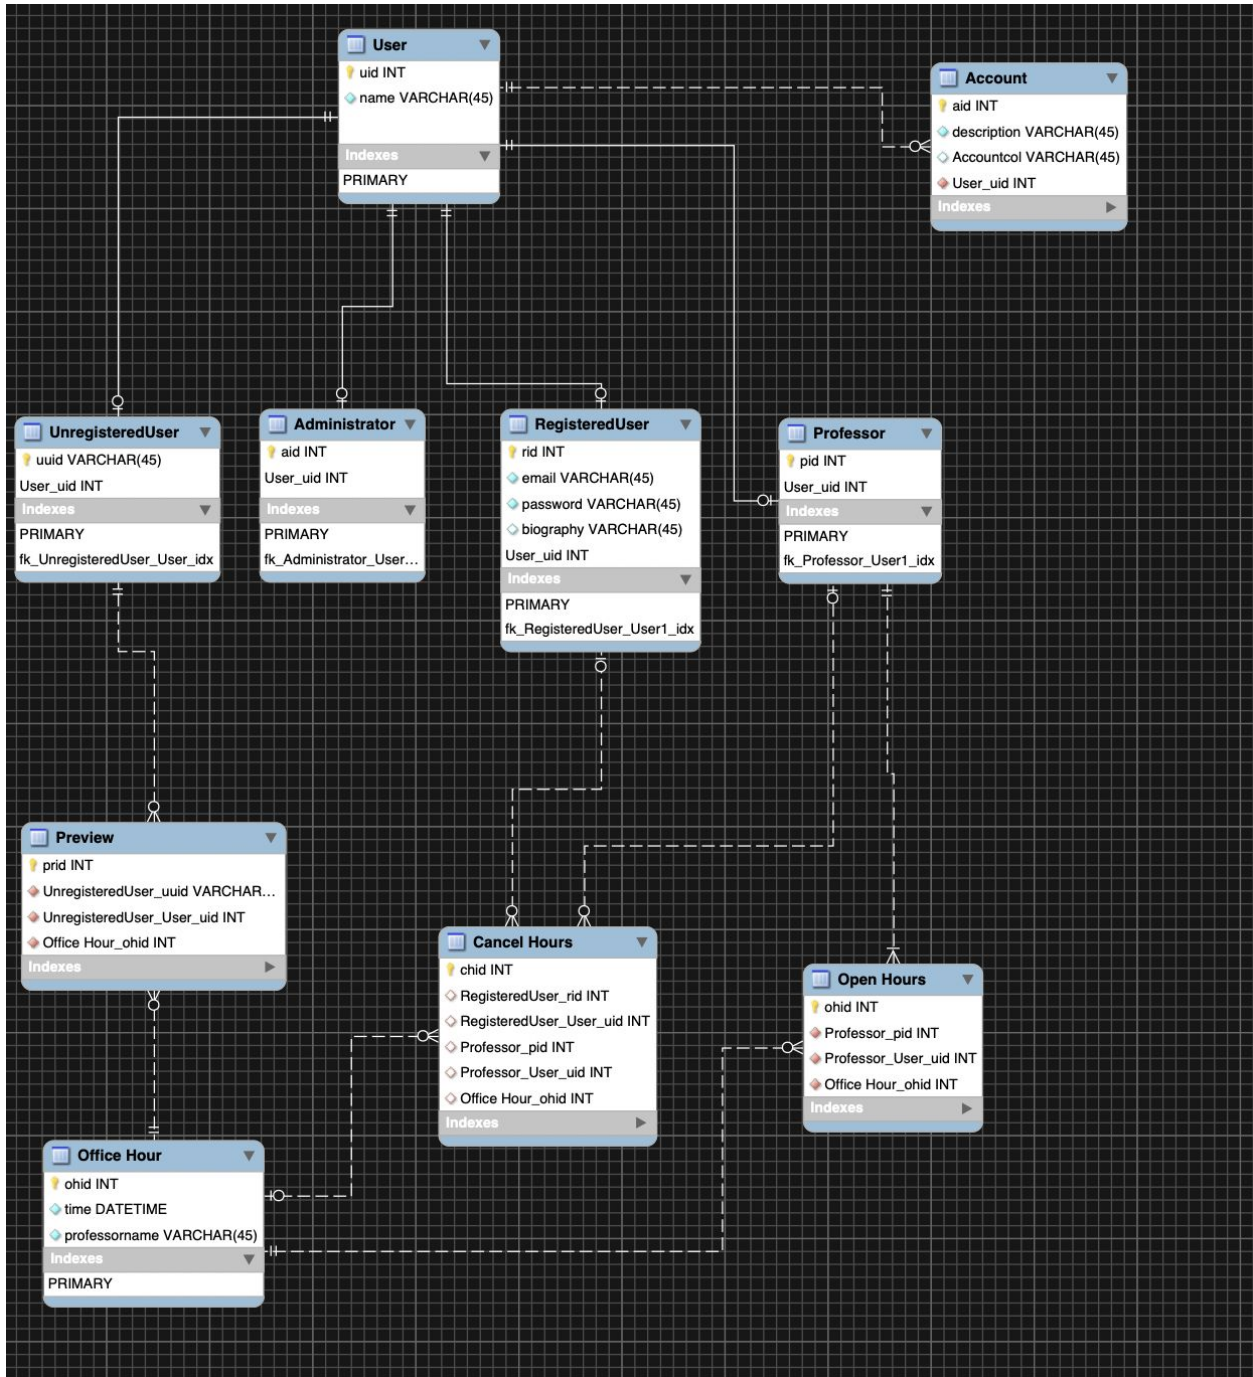 User
uid INT
name VARCHAR(45)
Indexes
PRIMARY
Account
aid INT
description VARCHAR(45)
Accountcol VARCHAR(45)
User_uid INT
Indexes
UnregisteredUser
uuid VARCHAR(45)
User_uid INT
Indexes
PRIMARY
fk_UnregisteredUser_User_idx
Administrator
aid INT
User_uid INT
Indexes
PRIMARY
fk_Administrator_User...
RegisteredUser
rid INT
email VARCHAR(45)
password VARCHAR(45)
biography VARCHAR(45)
User_uid INT
Indexes
PRIMARY
fk_RegisteredUser_User1_idx
Professor
pid INT
User_uid INT
Indexes
PRIMARY
fk_Professor_User1_idx
Preview
prid INT
UnregisteredUser_uuid VARCHAR...
UnregisteredUser_User_uid INT
Office Hour_ohid INT
Indexes
Cancel Hours
chid INT
RegisteredUser_rid INT
RegisteredUser_User_uid INT
Professor_pid INT
Professor_User_uid INT
Office Hour_ohid INT
Indexes
Open Hours
ohid INT
Professor_pid INT
Professor_User_uid INT
Office Hour_ohid INT
Indexes
Office Hour
ohid INT
time DATETIME
professorname VARCHAR(45)
Indexes
PRIMARY